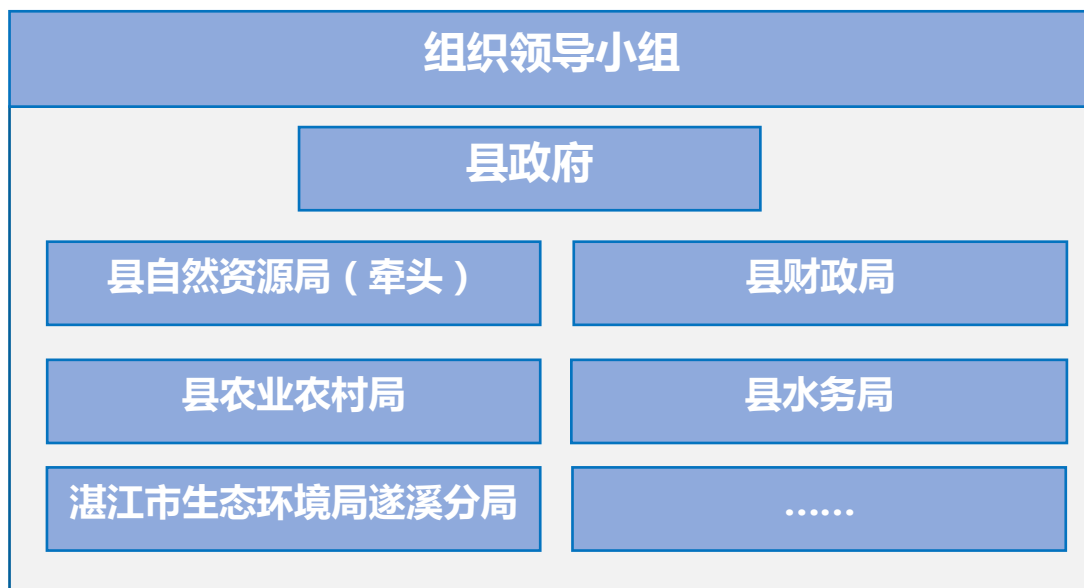 组织领导小组
县政府
县自然资源局（牵头）
县财政局
县农业农村局
县水务局
湛江市生态环境局遂溪分局
......